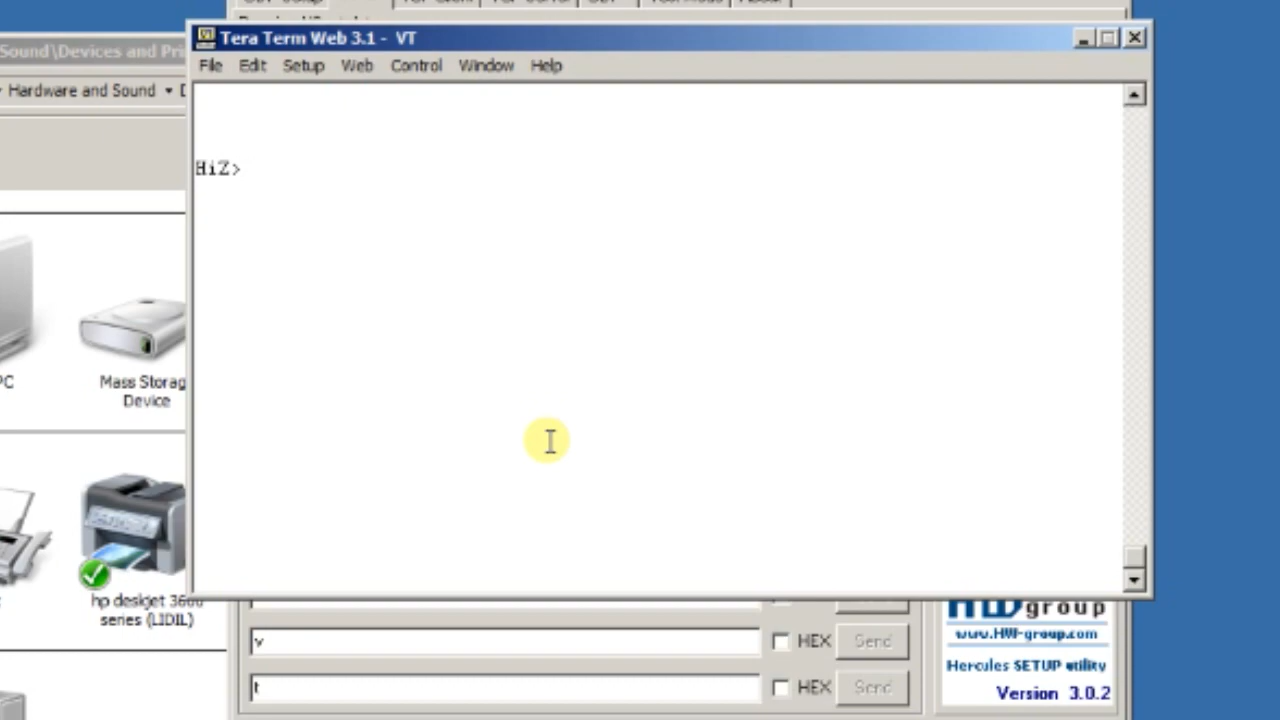 Tera Term Web 3.1 - VT
Sound\Devices and Pri
File Edit Setup Web Control Window Help
Hardware and Sound
HiZ>
PC
Mass Storag
Device
hp deskjet 3600
series (LIDIL)
HWgroup
www.HW-group.com
v HEX Send
Hercules SETUP utility
t HEX Send
Version 3.0.2